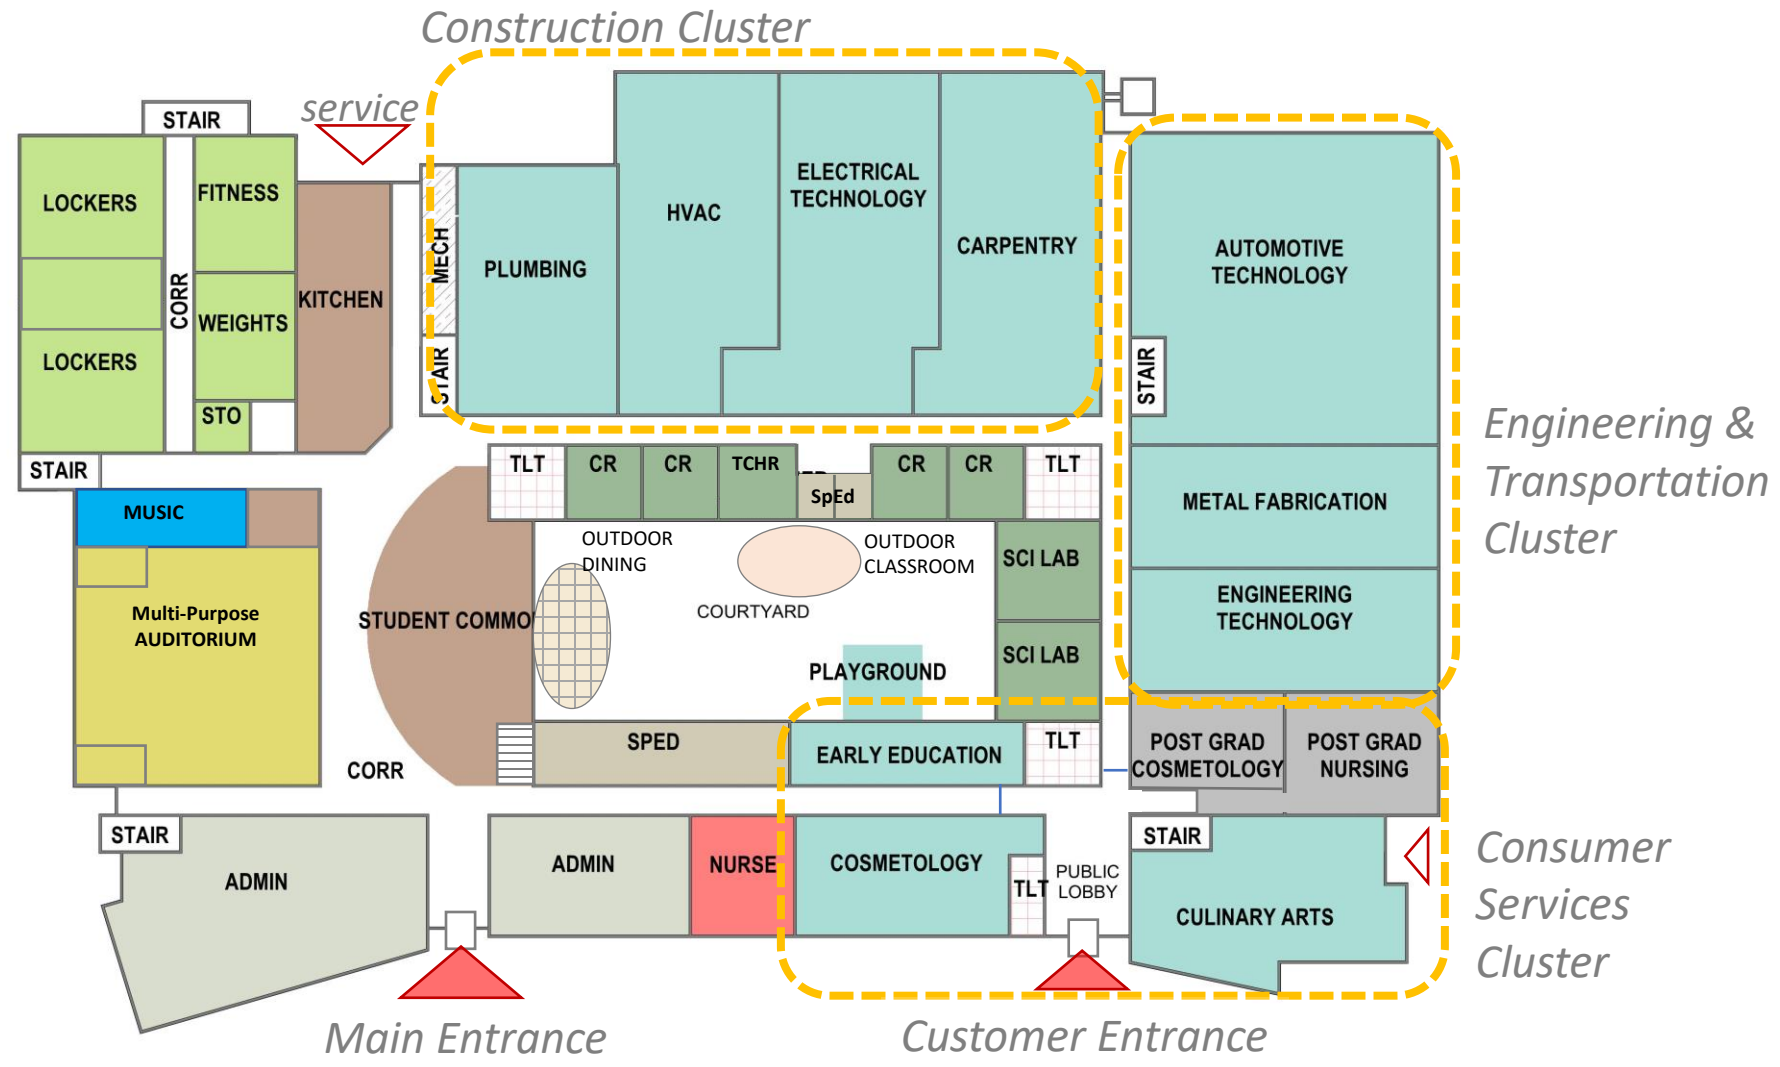 Construction Cluster
service
STAIR
LOCKERS
FITNESS
CORR
KITCHEN
WEIGHTS
LOCKERS
STO
STAIR
MECH
STAIR
PLUMBING
HVAC
ELECTRICAL
TECHNOLOGY
CARPENTRY
AUTOMOTIVE
TECHNOLOGY
STAIR
METAL FABRICATION
ENGINEERING
TECHNOLOGY
Engineering &
Transportation
Cluster
TLT
CR
CR
TCHR
SpEd
CR
CR
TLT
MUSIC
Multi-Purpose
AUDITORIUM
STUDENT COMMO
OUTDOOR
DINING
OUTDOOR
CLASSROOM
COURTYARD
PLAYGROUND
SCI LAB
SCI LAB
CORR
SPED
EARLY EDUCATION
TLT
POST GRAD
COSMETOLOGY
POST GRAD
NURSING
STAIR
ADMIN
ADMIN
NURSE
COSMETOLOGY
TLT
PUBLIC
LOBBY
STAIR
CULINARY ARTS
Consumer
Services
Cluster
Main Entrance
Customer Entrance